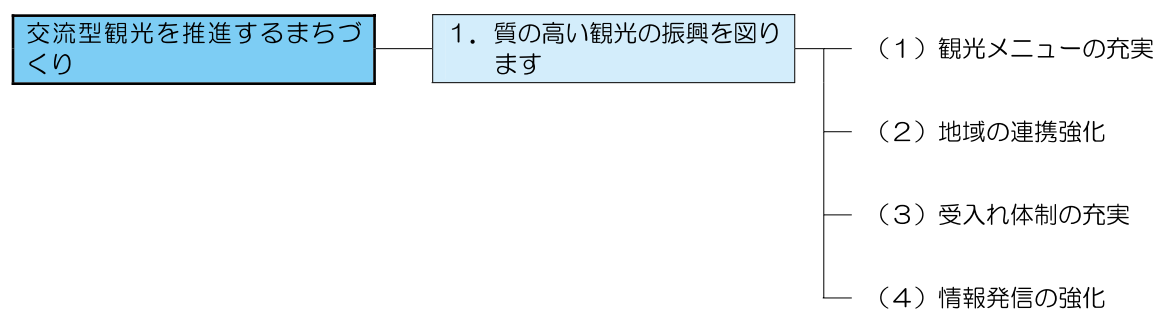 交流型観光を推進するまちづ
くり
１．質の高い観光の振興を図り
ます
（１）観光メニューの充実
（２）地域の連携強化
（３）受入れ体制の充実
（４）情報発信の強化